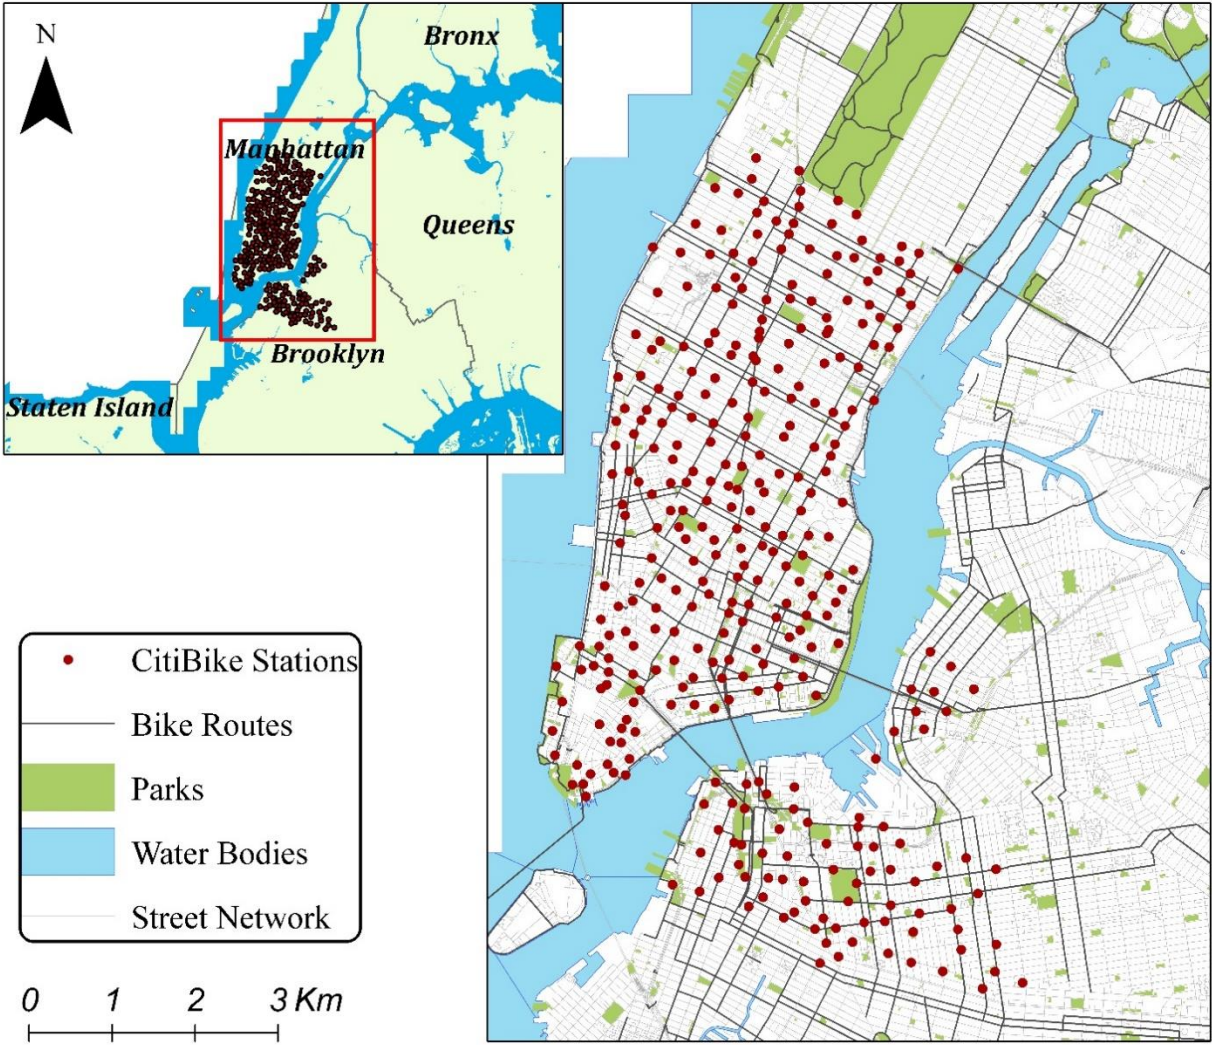 N
Bronx
Manhattan
Queens
Brooklyn
Staten Island
CitiBike Stations
Bike Routes
Parks
Water Bodies
Street Network
0 1 2 3 Km